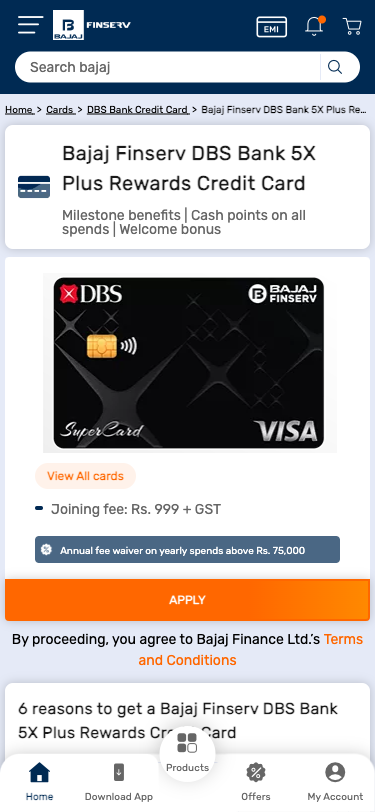 B
BAJAJ
FINSERV
EMI
Search bajaj
Home > Cards > DBS Bank Credit Card > Bajaj Finserv DBS Bank 5X Plus Re...
Bajaj Finserv DBS Bank 5X
Plus Rewards Credit Card
Milestone benefits | Cash points on all
spends | Welcome bonus
DBS
B BAJAJ
FINSERV
SuperCard
VISA
View All cards
Joining fee: Rs. 999 + GST
Annual fee waiver on yearly spends above Rs. 75,000
APPLY
By proceeding, you agree to Bajaj Finance Ltd.'s Terms
and Conditions
6 reasons to get a Bajaj Finserv DBS Bank
5X Plus Rewards Card
Home
Download App
Products
Offers
My Account